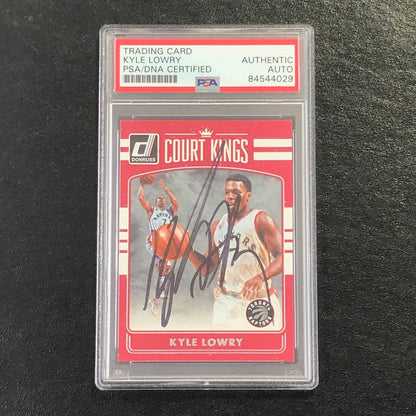 TRADING CARD
KYLE LOWRY
PSA/DNA CERTIFIED
AUTHENTIC
AUTO
84544029
PSA
DONRUSS
COURT KINGS
TORONTO
RAPTORS
KYLE LOWRY